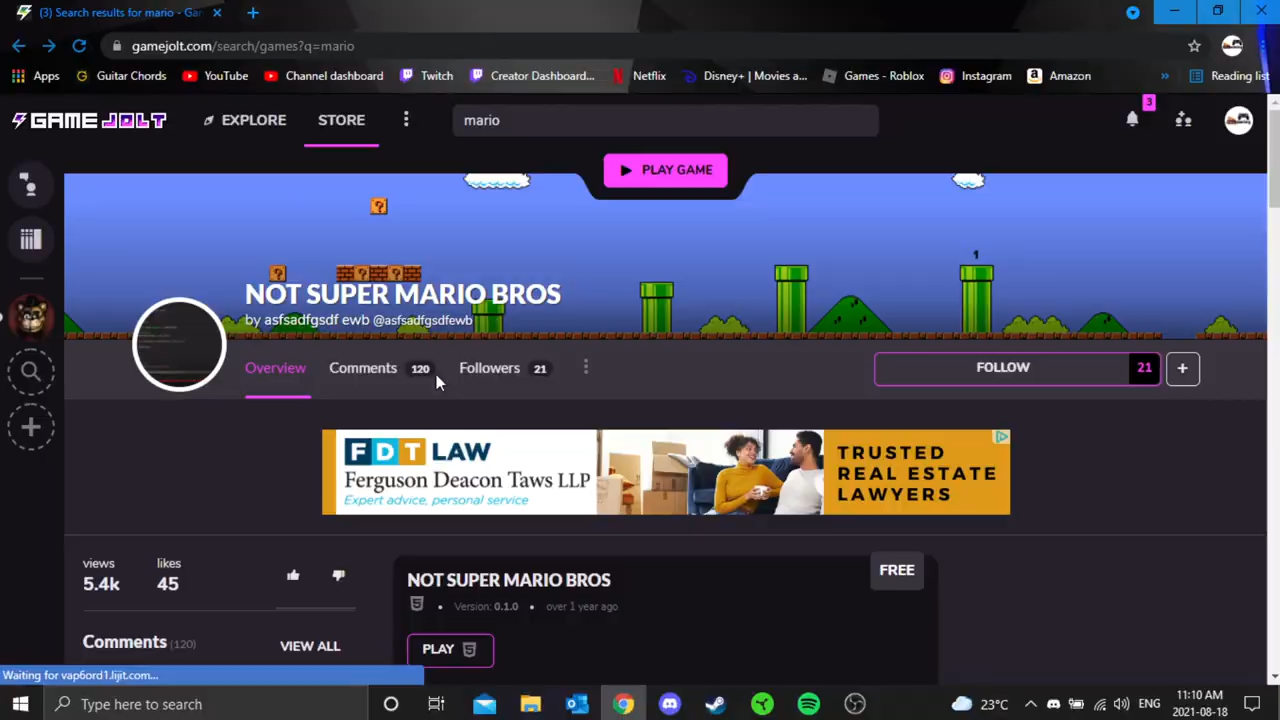 (3) Search results for mario - Gar
gamejolt.com/search/games?q=mario
Apps Guitar Chords YouTube Channel dashboard Twitch Creator Dashboard... Netflix Disney+ | Movies a... Games - Roblox Instagram Amazon » Reading list
GAME JOLT EXPLORE STORE mario 3
PLAY GAME
1
NOT SUPER MARIO BROS
by asfsadfgsdf ewb @asfsadfgsdfewb
Overview Comments 120 Followers 21 FOLLOW 21
FDT LAW
Ferguson Deacon Taws LLP
Expert advice, personal service
TRUSTED
REAL ESTATE
LAWYERS
views likes
5.4k 45
NOT SUPER MARIO BROS FREE
Version: 0.1.0 • over 1 year ago
Comments (120) VIEW ALL
PLAY
Waiting for vap6ord1.lijit.com...
Type here to search 23°C ENG 11:10 AM
2021-08-18